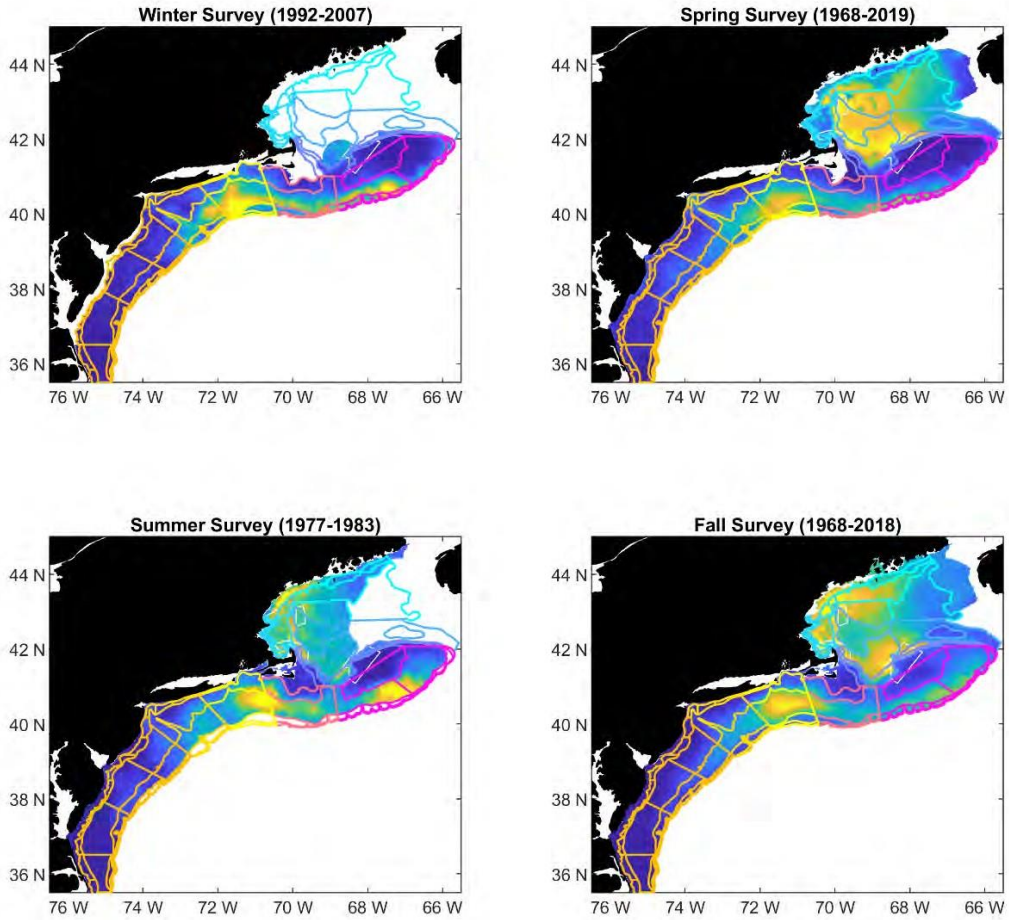 Winter Survey (1992-2007)
44 N
42 N
40 N
38 N
36 N
76 W 74 W 72 W 70 W 68 W 66 W
Spring Survey (1968-2019)
44 N
42 N
40 N
38 N
36 N
76 W 74 W 72 W 70 W 68 W 66 W
Summer Survey (1977-1983)
44 N
42 N
40 N
38 N
36 N
76 W 74 W 72 W 70 W 68 W 66 W
Fall Survey (1968-2018)
44 N
42 N
40 N
38 N
36 N
76 W 74 W 72 W 70 W 68 W 66 W